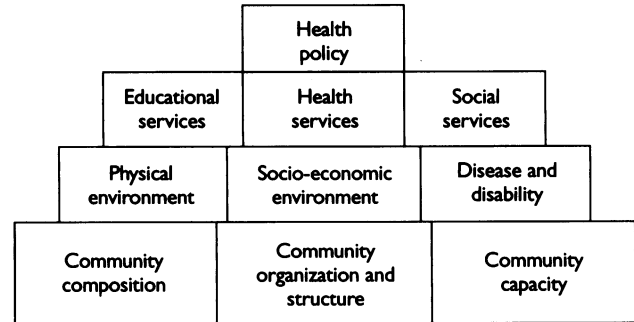 Health
policy
Educational
services
Health
services
Social
services
Physical
environment
Socio-economic
environment
Disease and
disability
Community
composition
Community
organization and
structure
Community
capacity